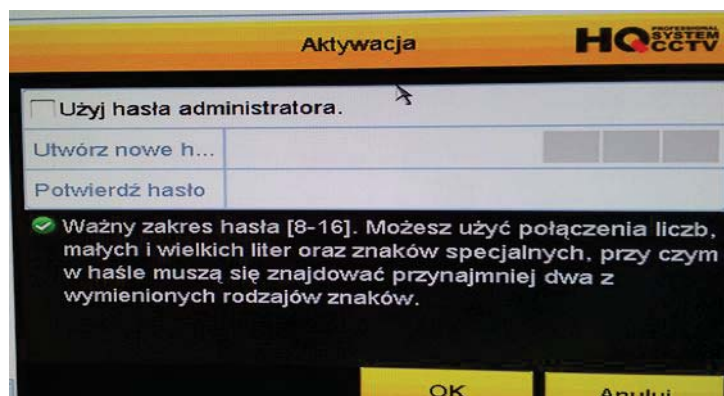 Aktywacja
HQ PROFESSIONAL SYSTEM CCTV
Użyj hasła administratora.
Utwórz nowe h...
Potwierdź hasło
Ważny zakres hasła [8-16]. Możesz użyć połączenia liczb,
małych i wielkich liter oraz znaków specjalnych, przy czym
w haśle muszą się znajdować przynajmniej dwa z
wymienionych rodzajów znaków.
OK
Anuluj